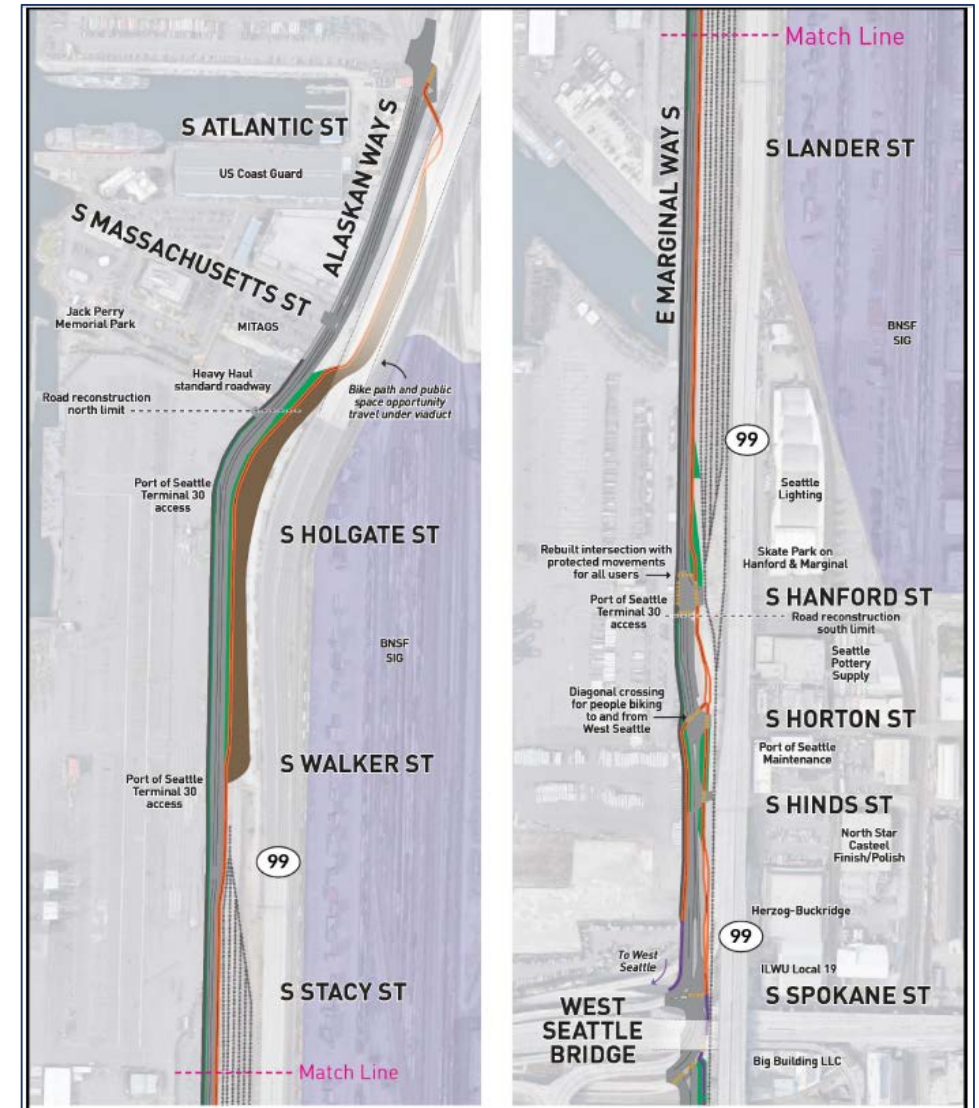 S ATLANTIC ST
US Coast Guard
ALASKAN WAY S
S MASSACHUSETTS ST
Jack Perry
Memorial Park
MITAGS
Heavy Haul
standard roadway
Road reconstruction
north limit
Bike path and public
space opportunity
travel under viaduct
Port of Seattle
Terminal 30
access
S HOLGATE ST
BNSF
SIG
S WALKER ST
Port of Seattle
Terminal 30
access
99
S STACY ST
Match Line
Match Line
E MARGINAL WAY S
S LANDER ST
BNSF
SIG
99
Seattle
Lighting
Rebuilt intersection with
protected movements
for all users
Skate Park on
Hanford & Marginal
Port of Seattle
Terminal 30
access
S HANFORD ST
Road reconstruction
south limit
Seattle
Pottery
Supply
Diagonal crossing
for people biking
to and from
West Seattle
S HORTON ST
Port of Seattle
Maintenance
S HINDS ST
North Star
Casteel
Finish/Polish
Herzog-Buckridge
99
To West
Seattle
ILWU Local 19
S SPOKANE ST
WEST
SEATTLE
BRIDGE
Big Building LLC